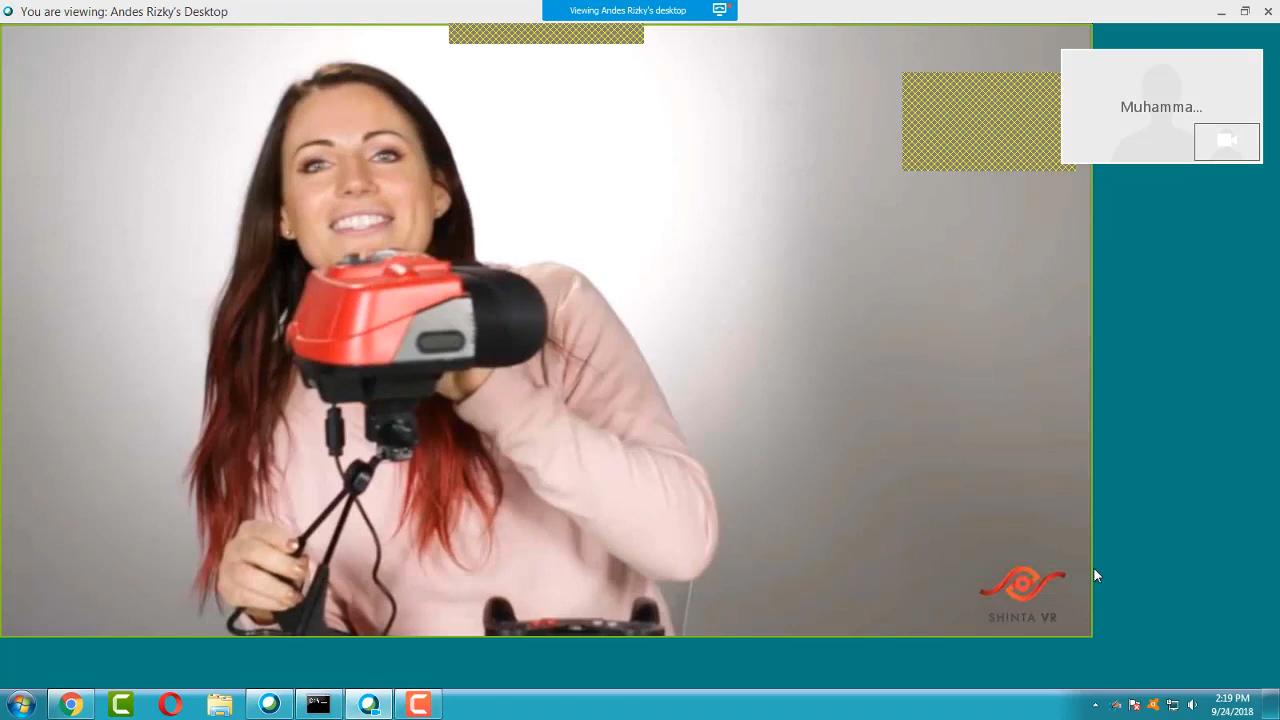 You are viewing: Andes Rizky's Desktop
Viewing Andes Rizky's desktop
Muhamma...
SHINTA VR
2:19 PM
9/24/2018